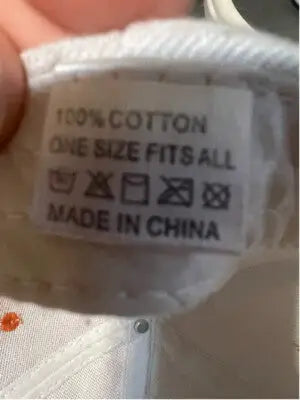 100% COTTON
ONE SIZE FITS ALL
MADE IN CHINA